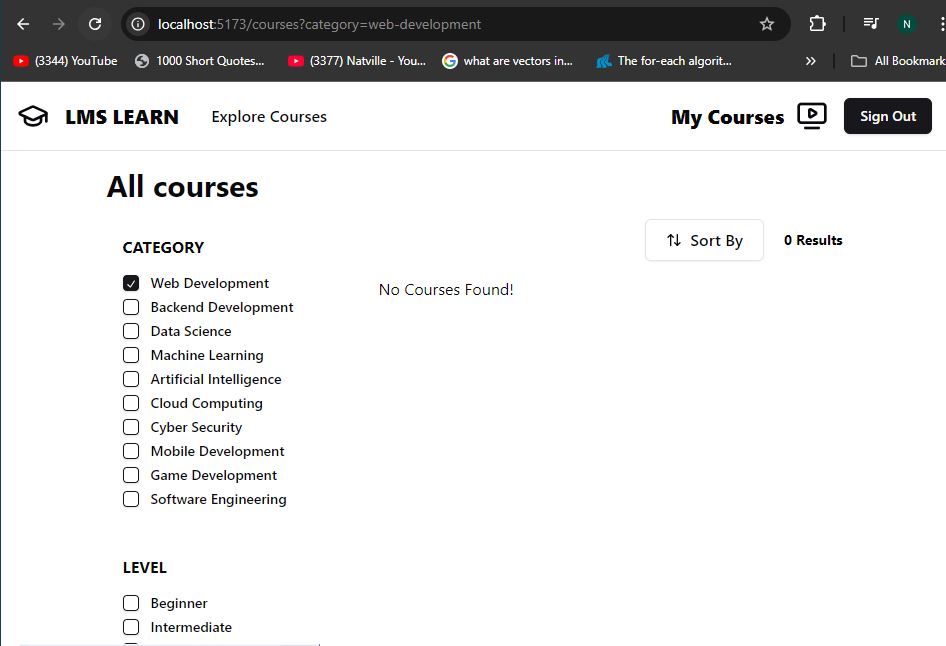 localhost:5173/courses?category=web-development
N
(3344) YouTube
1000 Short Quotes...
(3377) Natville - You...
what are vectors in...
The for-each algorit...
All Bookmark
LMS LEARN
Explore Courses
My Courses
Sign Out
All courses
Sort By
0 Results
CATEGORY
Web Development
Backend Development
Data Science
Machine Learning
Artificial Intelligence
Cloud Computing
Cyber Security
Mobile Development
Game Development
Software Engineering
No Courses Found!
LEVEL
Beginner
Intermediate